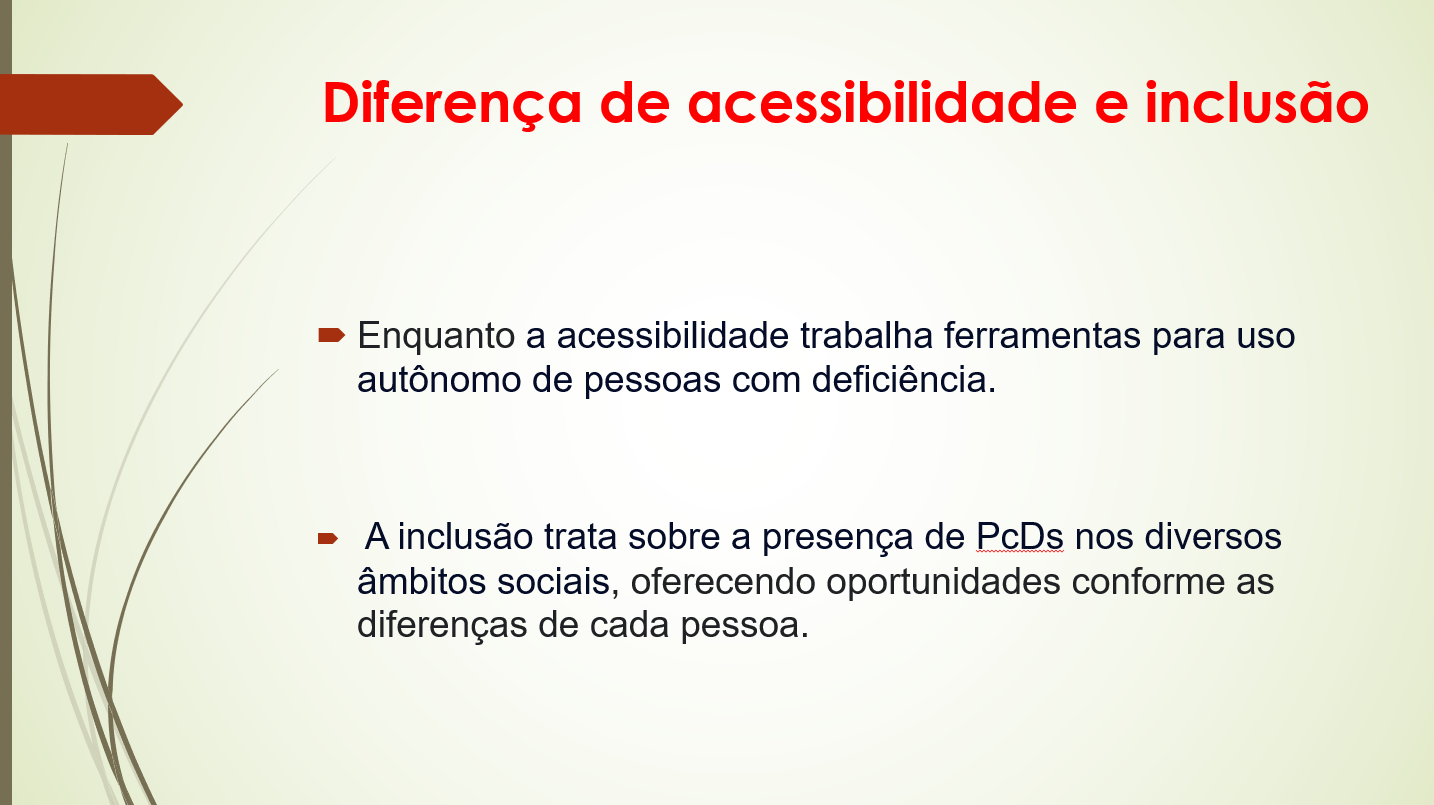 Diferença de acessibilidade e inclusão
Enquanto a acessibilidade trabalha ferramentas para uso
autônomo de pessoas com deficiência.
A inclusão trata sobre a presença de PcDs nos diversos
âmbitos sociais, oferecendo oportunidades conforme as
diferenças de cada pessoa.